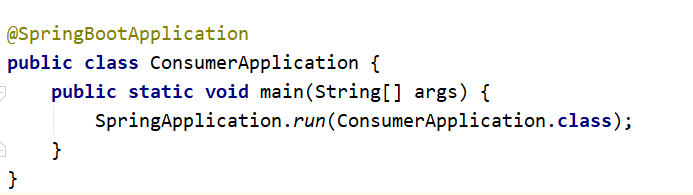 @SpringBootApplication
public class ConsumerApplication {
    public static void main(String[] args) {
        SpringApplication.run(ConsumerApplication.class);
    }
}